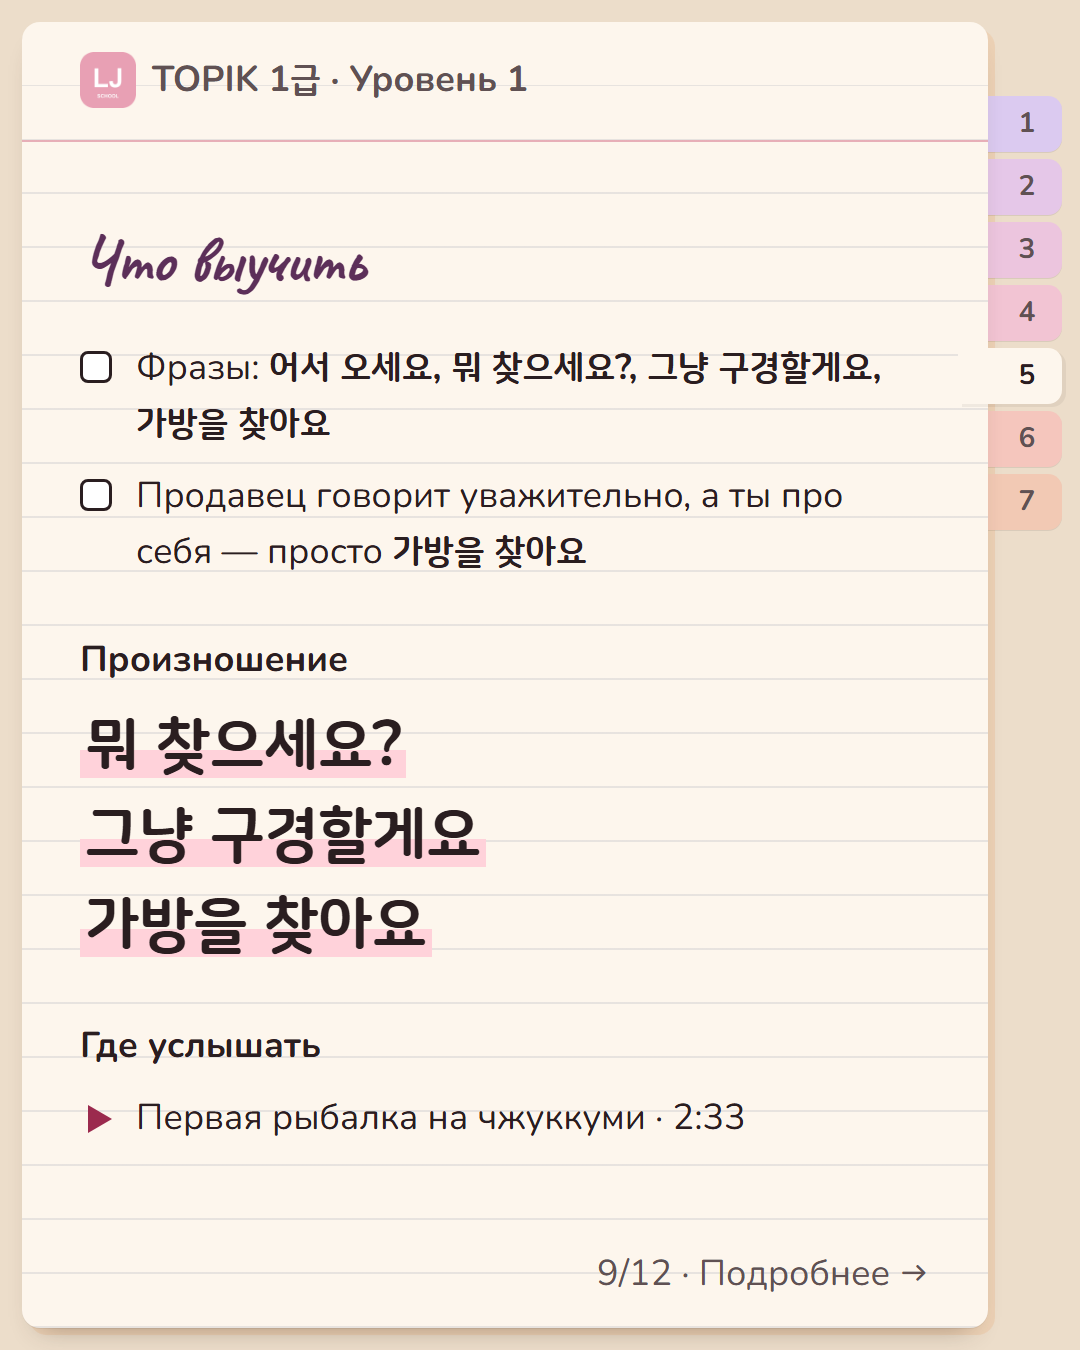 LJ
SCHOOL
TOPIK 1급 · Уровень 1
1
2
3
4
5
6
7
Что выучить
Фразы: 어서 오세요, 뭐 찾으세요?, 그냥 구경할게요,
가방을 찾아요
Продавец говорит уважительно, а ты про
себя — просто 가방을 찾아요
Произношение
뭐 찾으세요?
그냥 구경할게요
가방을 찾아요
Где услышать
Первая рыбалка на чжуккуми · 2:33
9/12 · Подробнее →